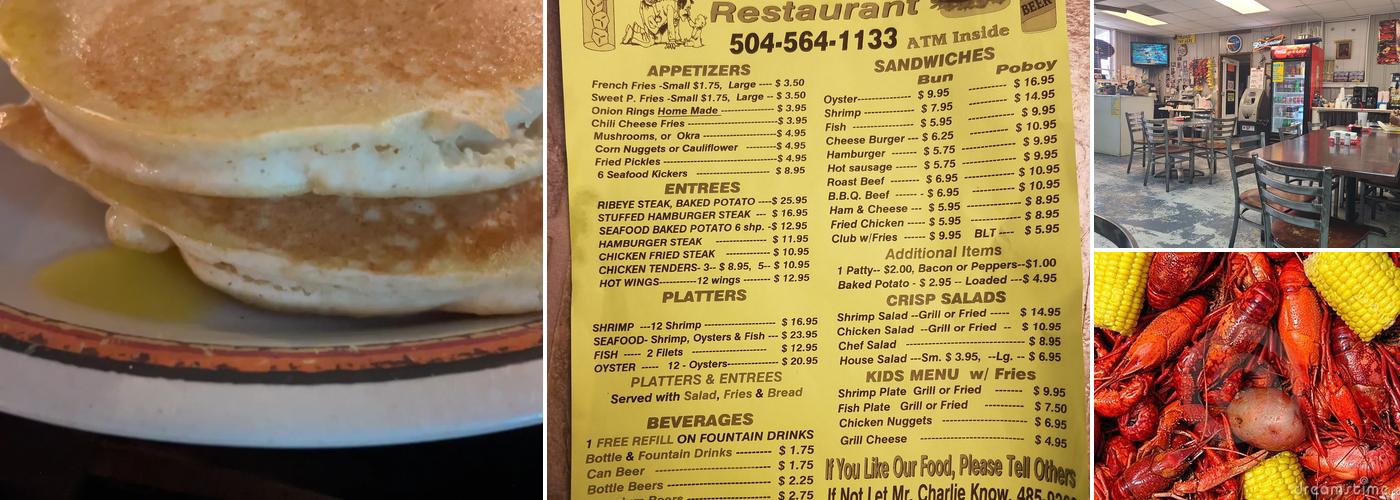 Restaurant
BEER
504-564-1133 ATM Inside
APPETIZERS
French Fries -Small $1.75, Large ---- $ 3.50
Sweet P. Fries -Small $1.75, Large -- $ 3.50
Onion Rings Home Made --------------- $ 3.95
Chili Cheese Fries ---------------------- $ 3.95
Mushrooms, or Okra -------------------- $ 4.95
Corn Nuggets or Cauliflower ------- $ 4.95
Fried Pickles ---------------------------- $ 4.95
6 Seafood Kickers ---------------------- $ 8.95
ENTREES
RIBEYE STEAK, BAKED POTATO ----$ 25.95
STUFFED HAMBURGER STEAK --- $ 16.95
SEAFOOD BAKED POTATO 6 shp. -$ 12.95
HAMBURGER STEAK ------------- $ 11.95
CHICKEN FRIED STEAK ------------ $ 10.95
CHICKEN TENDERS- 3-- $ 8.95, 5-- $ 10.95
HOT WINGS----------12 wings -------- $ 12.95
PLATTERS
SHRIMP ---12 Shrimp -------------------- $ 16.95
SEAFOOD- Shrimp, Oysters & Fish --- $ 23.95
FISH ----- 2 Filets ------------------ $ 12.95
OYSTER ----- 12 - Oysters-------------- $ 20.95
PLATTERS & ENTREES
Served with Salad, Fries & Bread
BEVERAGES
1 FREE REFILL ON FOUNTAIN DRINKS
Bottle & Fountain Drinks ----------- $ 1.75
Can Beer ----------------------- $ 1.75
Bottle Beers -------------------- $ 2.25
$ 2.75
SANDWICHES
Bun Poboy
Oyster------------- $ 9.95 --------- $ 16.95
Shrimp ------------ $ 7.95 --------- $ 14.95
Fish --------------- $ 5.95 --------- $ 9.95
Cheese Burger --- $ 6.25 --------- $ 10.95
Hamburger ------- $ 5.75 --------- $ 9.95
Hot sausage ----- $ 5.75 --------- $ 9.95
Roast Beef ------- $ 6.95 --------- $ 10.95
B.B.Q. Beef ------ $ 6.95 --------- $ 10.95
Ham & Cheese --- $ 5.95 --------- $ 8.95
Fried Chicken ---- $ 5.95 --------- $ 8.95
Club w/Fries ------ $ 9.95 BLT ---- $ 5.95
Additional Items
1 Patty-- $2.00, Bacon or Peppers--$1.00
Baked Potato - $ 2.95 -- Loaded ---$ 4.95
CRISP SALADS
Shrimp Salad --Grill or Fried ----- $ 14.95
Chicken Salad --Grill or Fried -- $ 10.95
Chef Salad ------------------------ $ 8.95
House Salad ---Sm. $ 3.95, --Lg. -- $ 6.95
KIDS MENU w/ Fries
Shrimp Plate Grill or Fried ------- $ 9.95
Fish Plate Grill or Fried --------- $ 7.50
Chicken Nuggets ------------------ $ 6.95
Grill Cheese --------------------- $ 4.95
If You Like Our Food, Please Tell Others
If Not Let Mr. Charlie Know. 485
dreamstime